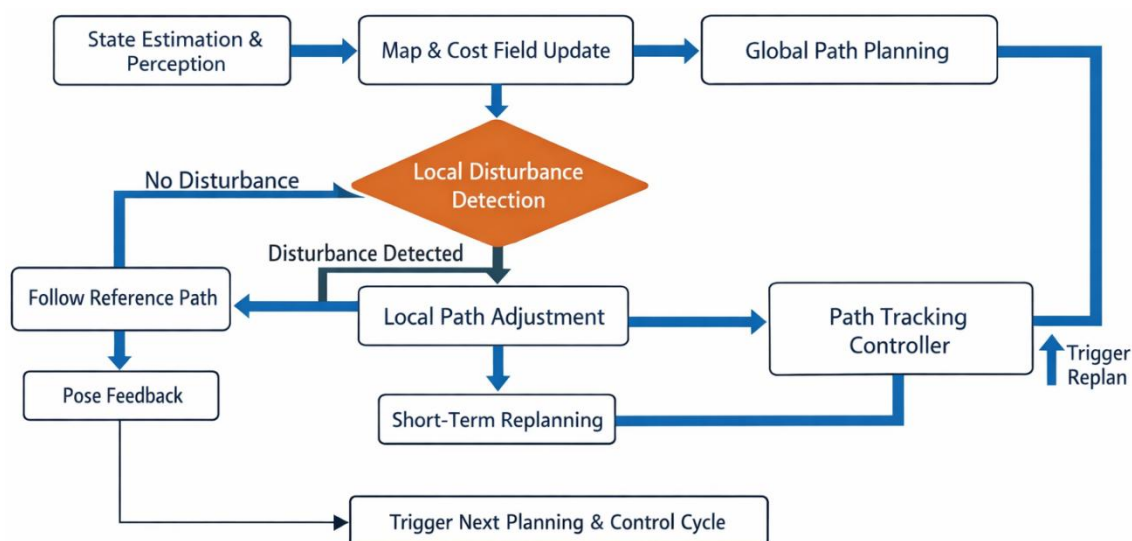 State Estimation &
Perception
Map & Cost Field Update
Global Path Planning
Local Disturbance
Detection
No Disturbance
Disturbance Detected
Follow Reference Path
Local Path Adjustment
Path Tracking
Controller
Trigger
Replan
Pose Feedback
Short-Term Replanning
Trigger Next Planning & Control Cycle